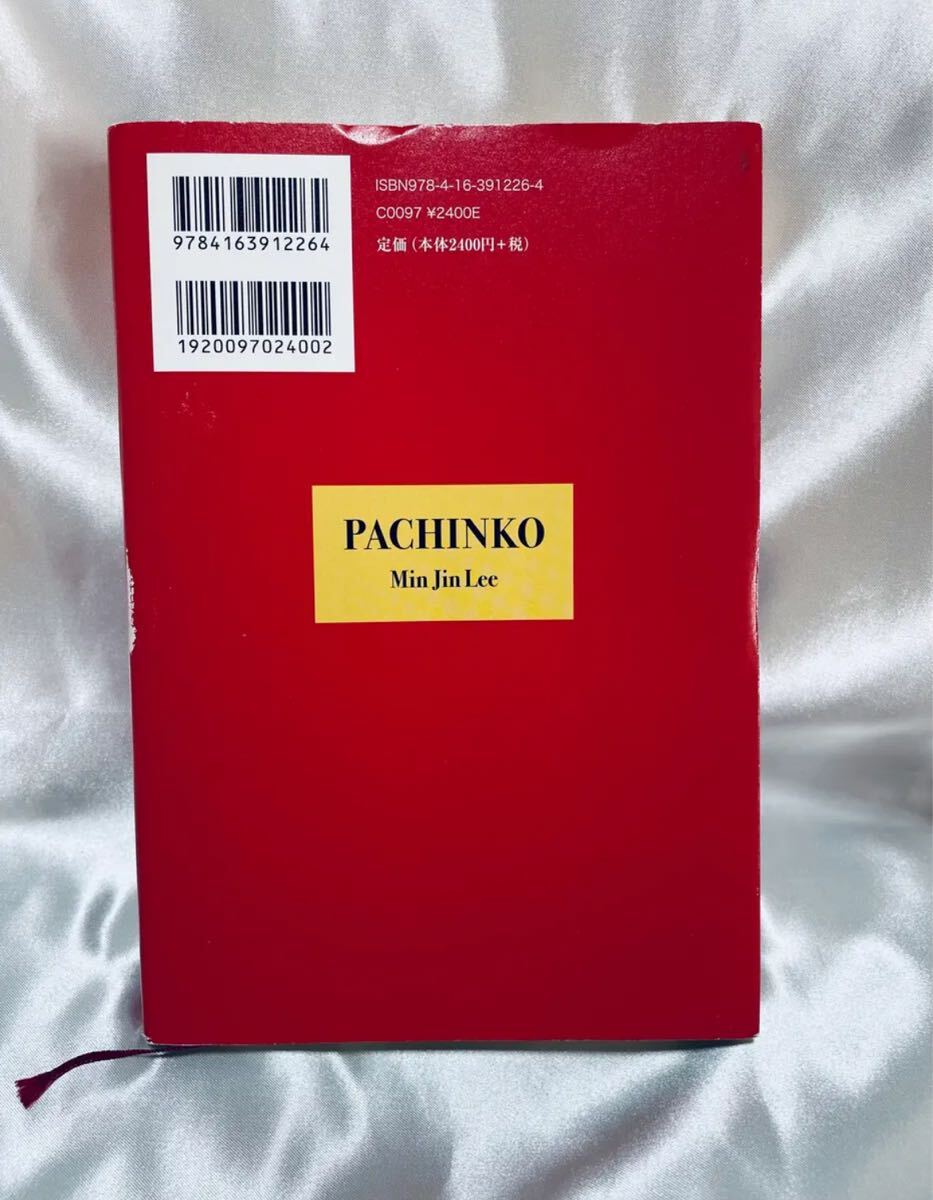 ISBN978-4-16-391226-4
C0097 ¥2400E
定価（本体2400円+税）
9784163912264
1920097024002
PACHINKO
Min Jin Lee